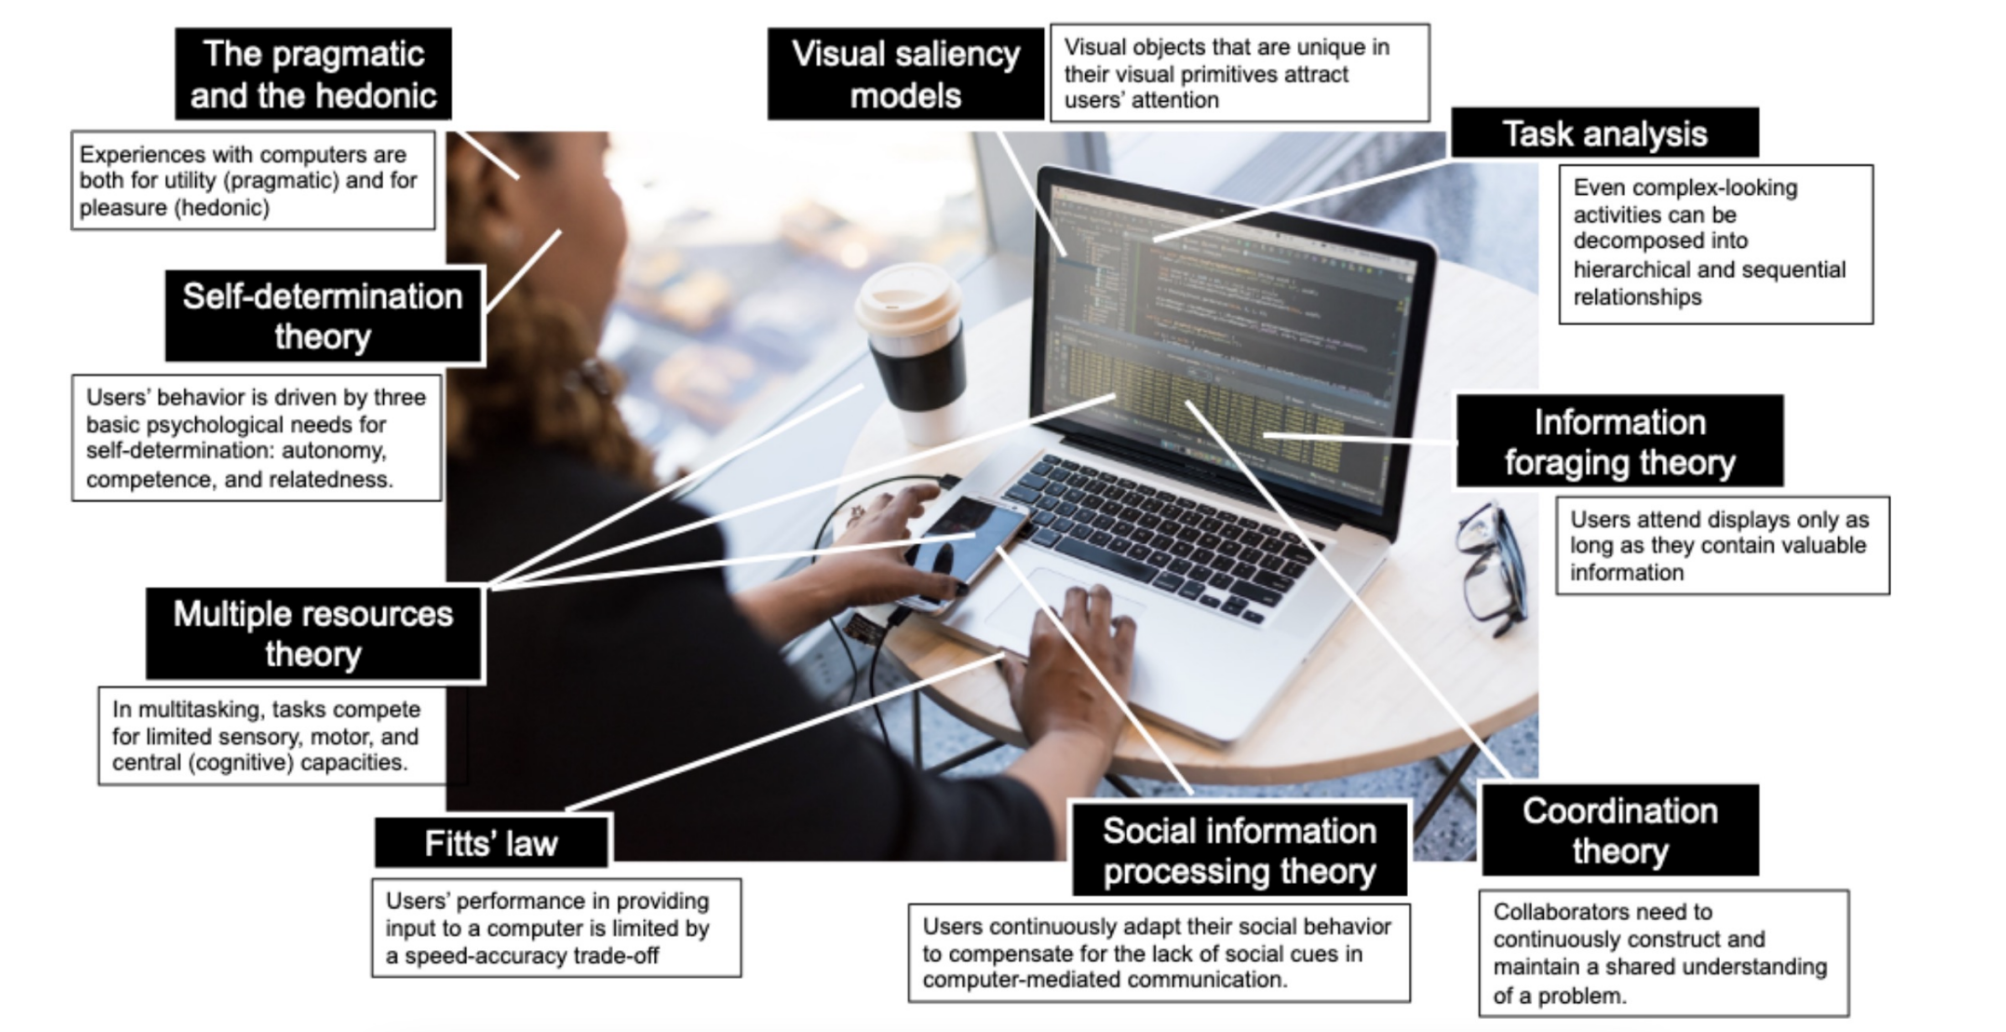 The pragmatic
and the hedonic
Experiences with computers are
both for utility (pragmatic) and for
pleasure (hedonic)
Visual saliency
models
Visual objects that are unique in
their visual primitives attract
users’ attention
Task analysis
Even complex-looking
activities can be
decomposed into
hierarchical and sequential
relationships
Self-determination
theory
Users’ behavior is driven by three
basic psychological needs for
self-determination: autonomy,
competence, and relatedness.
Information
foraging theory
Users attend displays only as
long as they contain valuable
information
Multiple resources
theory
In multitasking, tasks compete
for limited sensory, motor, and
central (cognitive) capacities.
Fitts’ law
Users’ performance in providing
input to a computer is limited by
a speed-accuracy trade-off
Social information
processing theory
Users continuously adapt their social behavior
to compensate for the lack of social cues in
computer-mediated communication.
Coordination
theory
Collaborators need to
continuously construct and
maintain a shared understanding
of a problem.